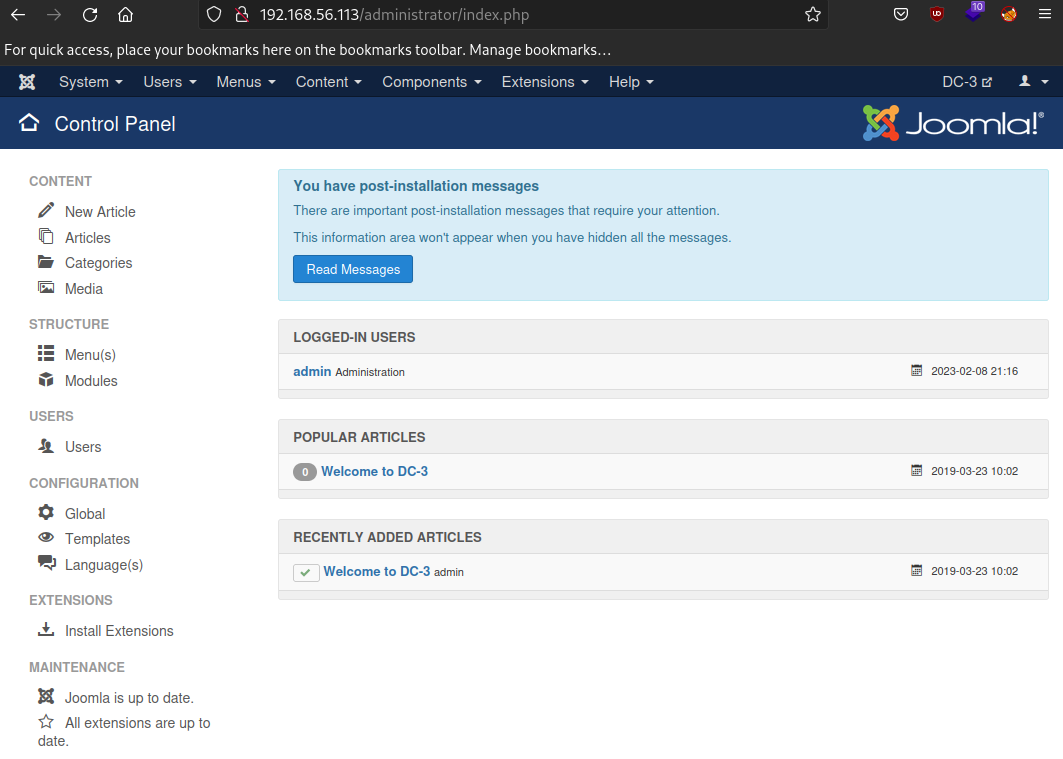 192.168.56.113/administrator/index.php
10
For quick access, place your bookmarks here on the bookmarks toolbar. Manage bookmarks…
System Users Menus Content Components Extensions Help DC-3
Control Panel
Joomla!®
CONTENT
New Article
Articles
Categories
Media
STRUCTURE
Menu(s)
Modules
USERS
Users
CONFIGURATION
Global
Templates
Language(s)
EXTENSIONS
Install Extensions
MAINTENANCE
Joomla is up to date.
All extensions are up to
date.
You have post-installation messages
There are important post-installation messages that require your attention.
This information area won't appear when you have hidden all the messages.
Read Messages
LOGGED-IN USERS
admin Administration 2023-02-08 21:16
POPULAR ARTICLES
0 Welcome to DC-3 2019-03-23 10:02
RECENTLY ADDED ARTICLES
Welcome to DC-3 admin 2019-03-23 10:02